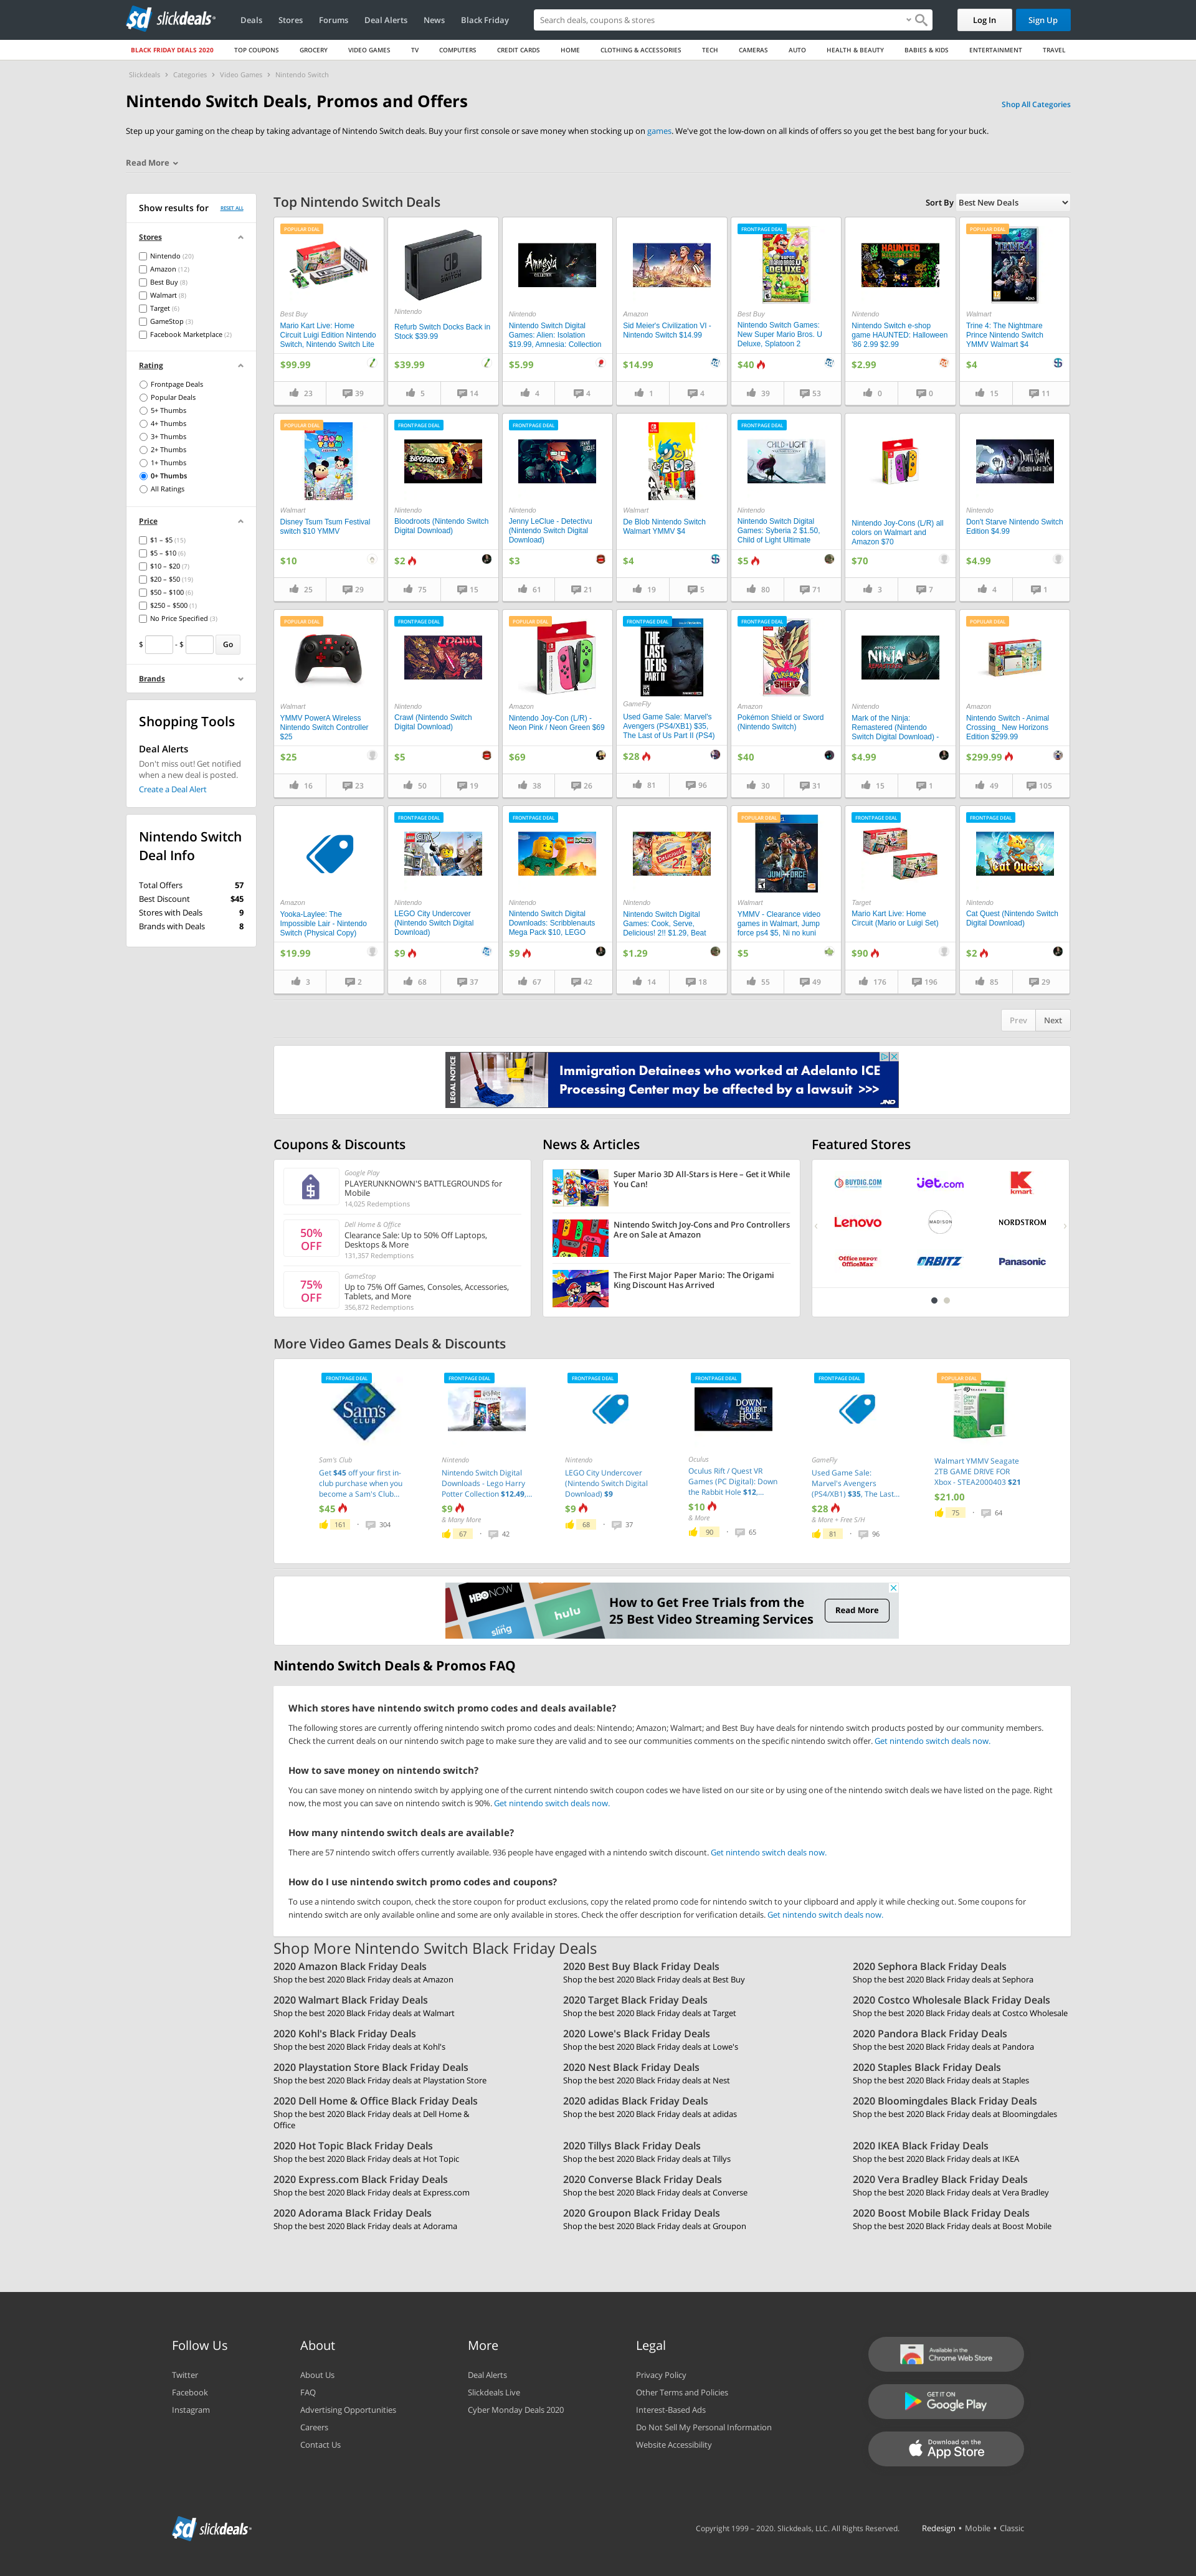 sd slickdeals
Deals Stores Forums Deal Alerts News Black Friday
Search deals, coupons & stores
Log In
Sign Up
BLACK FRIDAY DEALS 2020 TOP COUPONS GROCERY VIDEO GAMES TV COMPUTERS CREDIT CARDS HOME CLOTHING & ACCESSORIES TECH CAMERAS AUTO HEALTH & BEAUTY BABIES & KIDS ENTERTAINMENT TRAVEL
Slickdeals > Categories > Video Games > Nintendo Switch
Nintendo Switch Deals, Promos and Offers
Shop All Categories
Step up your gaming on the cheap by taking advantage of Nintendo Switch deals. Buy your first console or save money when stocking up on games. We've got the low-down on all kinds of offers so you get the best bang for your buck.
Read More
Show results for
RESET ALL
Stores
Nintendo (20)
Amazon (12)
Best Buy (8)
Walmart (8)
Target (6)
GameStop (3)
Facebook Marketplace (2)
Rating
Frontpage Deals
Popular Deals
5+ Thumbs
4+ Thumbs
3+ Thumbs
2+ Thumbs
1+ Thumbs
0+ Thumbs
All Ratings
Price
$1 – $5 (15)
$5 – $10 (6)
$10 – $20 (7)
$20 – $50 (19)
$50 – $100 (6)
$250 – $500 (1)
No Price Specified (3)
$ - $ Go
Brands
Shopping Tools
Deal Alerts
Don't miss out! Get notified
when a new deal is posted.
Create a Deal Alert
Nintendo Switch
Deal Info
Total Offers 57
Best Discount $45
Stores with Deals 9
Brands with Deals 8
Top Nintendo Switch Deals
Sort By Best New Deals
POPULAR DEAL
Best Buy
Mario Kart Live: Home
Circuit Luigi Edition Nintendo
Switch, Nintendo Switch Lite
$99.99
23 39
Nintendo
Refurb Switch Docks Back in
Stock $39.99
$39.99
5 14
Nintendo
Nintendo Switch Digital
Games: Alien: Isolation
$19.99, Amnesia: Collection
$5.99
4 4
Amazon
Sid Meier's Civilization VI -
Nintendo Switch $14.99
$14.99
1 4
FRONTPAGE DEAL
Best Buy
Nintendo Switch Games:
New Super Mario Bros. U
Deluxe, Splatoon 2
$40
39 53
Nintendo
Nintendo Switch e-shop
game HAUNTED: Halloween
'86 2.99 $2.99
$2.99
0 0
POPULAR DEAL
Walmart
Trine 4: The Nightmare
Prince Nintendo Switch
YMMV Walmart $4
$4
15 11
POPULAR DEAL
Walmart
Disney Tsum Tsum Festival
switch $10 YMMV
$10
25 29
FRONTPAGE DEAL
Nintendo
Bloodroots (Nintendo Switch
Digital Download)
$2
75 15
FRONTPAGE DEAL
Nintendo
Jenny LeClue - Detectivu
(Nintendo Switch Digital
Download)
$3
61 21
Walmart
De Blob Nintendo Switch
Walmart YMMV $4
$4
19 5
FRONTPAGE DEAL
Nintendo
Nintendo Switch Digital
Games: Syberia 2 $1.50,
Child of Light Ultimate
$5
80 71
Nintendo Joy-Cons (L/R) all
colors on Walmart and
Amazon $70
$70
3 7
Nintendo
Don't Starve Nintendo Switch
Edition $4.99
$4.99
4 1
POPULAR DEAL
Walmart
YMMV PowerA Wireless
Nintendo Switch Controller
$25
$25
16 23
FRONTPAGE DEAL
Nintendo
Crawl (Nintendo Switch
Digital Download)
$5
50 19
POPULAR DEAL
Amazon
Nintendo Joy-Con (L/R) -
Neon Pink / Neon Green $69
$69
38 26
FRONTPAGE DEAL
GameFly
Used Game Sale: Marvel's
Avengers (PS4/XB1) $35,
The Last of Us Part II (PS4)
$28
81 96
FRONTPAGE DEAL
Amazon
Pokémon Shield or Sword
(Nintendo Switch)
$40
30 31
Nintendo
Mark of the Ninja:
Remastered (Nintendo
Switch Digital Download) -
$4.99
15 1
POPULAR DEAL
Amazon
Nintendo Switch - Animal
Crossing_ New Horizons
Edition $299.99
$299.99
49 105
Amazon
Yooka-Laylee: The
Impossible Lair - Nintendo
Switch (Physical Copy)
$19.99
3 2
FRONTPAGE DEAL
Nintendo
LEGO City Undercover
(Nintendo Switch Digital
Download)
$9
68 37
FRONTPAGE DEAL
Nintendo
Nintendo Switch Digital
Downloads: Scribblenauts
Mega Pack $10, LEGO
$9
67 42
Nintendo
Nintendo Switch Digital
Games: Cook, Serve,
Delicious! 2!! $1.29, Beat
$1.29
14 18
POPULAR DEAL
Walmart
YMMV - Clearance video
games in Walmart, Jump
force ps4 $5, Ni no kuni
$5
55 49
FRONTPAGE DEAL
Target
Mario Kart Live: Home
Circuit (Mario or Luigi Set)
$90
176 196
FRONTPAGE DEAL
Nintendo
Cat Quest (Nintendo Switch
Digital Download)
$2
85 29
Prev Next
LEGAL NOTICE
Immigration Detainees who worked at Adelanto ICE
Processing Center may be affected by a lawsuit >>>
JND
Coupons & Discounts
Google Play
PLAYERUNKNOWN'S BATTLEGROUNDS for
Mobile
14,025 Redemptions
50%
OFF
Dell Home & Office
Clearance Sale: Up to 50% Off Laptops,
Desktops & More
131,357 Redemptions
75%
OFF
GameStop
Up to 75% Off Games, Consoles, Accessories,
Tablets, and More
356,872 Redemptions
News & Articles
Super Mario 3D All-Stars is Here – Get it While
You Can!
Nintendo Switch Joy-Cons and Pro Controllers
Are on Sale at Amazon
The First Major Paper Mario: The Origami
King Discount Has Arrived
Featured Stores
BUYDIG.COM Jet.com Kmart
Lenovo MADISON NORDSTROM
Office DEPOT OfficeMax ORBITZ Panasonic
More Video Games Deals & Discounts
FRONTPAGE DEAL
Sam's Club
Get $45 off your first in-
club purchase when you
become a Sam's Club...
$45
161 304
FRONTPAGE DEAL
Nintendo
Nintendo Switch Digital
Downloads - Lego Harry
Potter Collection $12.49,...
$9
& Many More
67 42
FRONTPAGE DEAL
Nintendo
LEGO City Undercover
(Nintendo Switch Digital
Download) $9
$9
68 37
FRONTPAGE DEAL
DOWN THE RABBIT HOLE
Oculus
Oculus Rift / Quest VR
Games (PC Digital): Down
the Rabbit Hole $12,...
$10
& More
90 65
FRONTPAGE DEAL
GameFly
Used Game Sale:
Marvel's Avengers
(PS4/XB1) $35, The Last...
$28
& More + Free S/H
81 96
POPULAR DEAL
Walmart YMMV Seagate
2TB GAME DRIVE FOR
Xbox - STEA2000403 $21
$21.00
75 64
HBO NOW
hulu
sling
How to Get Free Trials from the
25 Best Video Streaming Services
Read More
Nintendo Switch Deals & Promos FAQ
Which stores have nintendo switch promo codes and deals available?
The following stores are currently offering nintendo switch promo codes and deals: Nintendo; Amazon; Walmart; and Best Buy have deals for nintendo switch products posted by our community members.
Check the current deals on our nintendo switch page to make sure they are valid and to see our communities comments on the specific nintendo switch offer. Get nintendo switch deals now.
How to save money on nintendo switch?
You can save money on nintendo switch by applying one of the current nintendo switch coupon codes we have listed on our site or by using one of the nintendo switch deals we have listed on the page. Right
now, the most you can save on nintendo switch is 90%. Get nintendo switch deals now.
How many nintendo switch deals are available?
There are 57 nintendo switch offers currently available. 936 people have engaged with a nintendo switch discount. Get nintendo switch deals now.
How do I use nintendo switch promo codes and coupons?
To use a nintendo switch coupon, check the store coupon for product exclusions, copy the related promo code for nintendo switch to your clipboard and apply it while checking out. Some coupons for
nintendo switch are only available online and some are only available in stores. Check the offer description for verification details. Get nintendo switch deals now.
Shop More Nintendo Switch Black Friday Deals
2020 Amazon Black Friday Deals
Shop the best 2020 Black Friday deals at Amazon
2020 Best Buy Black Friday Deals
Shop the best 2020 Black Friday deals at Best Buy
2020 Sephora Black Friday Deals
Shop the best 2020 Black Friday deals at Sephora
2020 Walmart Black Friday Deals
Shop the best 2020 Black Friday deals at Walmart
2020 Target Black Friday Deals
Shop the best 2020 Black Friday deals at Target
2020 Costco Wholesale Black Friday Deals
Shop the best 2020 Black Friday deals at Costco Wholesale
2020 Kohl's Black Friday Deals
Shop the best 2020 Black Friday deals at Kohl's
2020 Lowe's Black Friday Deals
Shop the best 2020 Black Friday deals at Lowe's
2020 Pandora Black Friday Deals
Shop the best 2020 Black Friday deals at Pandora
2020 Playstation Store Black Friday Deals
Shop the best 2020 Black Friday deals at Playstation Store
2020 Nest Black Friday Deals
Shop the best 2020 Black Friday deals at Nest
2020 Staples Black Friday Deals
Shop the best 2020 Black Friday deals at Staples
2020 Dell Home & Office Black Friday Deals
Shop the best 2020 Black Friday deals at Dell Home &
Office
2020 adidas Black Friday Deals
Shop the best 2020 Black Friday deals at adidas
2020 Bloomingdales Black Friday Deals
Shop the best 2020 Black Friday deals at Bloomingdales
2020 Hot Topic Black Friday Deals
Shop the best 2020 Black Friday deals at Hot Topic
2020 Tillys Black Friday Deals
Shop the best 2020 Black Friday deals at Tillys
2020 IKEA Black Friday Deals
Shop the best 2020 Black Friday deals at IKEA
2020 Express.com Black Friday Deals
Shop the best 2020 Black Friday deals at Express.com
2020 Converse Black Friday Deals
Shop the best 2020 Black Friday deals at Converse
2020 Vera Bradley Black Friday Deals
Shop the best 2020 Black Friday deals at Vera Bradley
2020 Adorama Black Friday Deals
Shop the best 2020 Black Friday deals at Adorama
2020 Groupon Black Friday Deals
Shop the best 2020 Black Friday deals at Groupon
2020 Boost Mobile Black Friday Deals
Shop the best 2020 Black Friday deals at Boost Mobile
Follow Us
Twitter
Facebook
Instagram
About
About Us
FAQ
Advertising Opportunities
Careers
Contact Us
More
Deal Alerts
Slickdeals Live
Cyber Monday Deals 2020
Legal
Privacy Policy
Other Terms and Policies
Interest-Based Ads
Do Not Sell My Personal Information
Website Accessibility
Available in the
Chrome Web Store
GET IT ON
Google Play
Download on the
App Store
sd slickdeals
Copyright 1999 – 2020. Slickdeals, LLC. All Rights Reserved.
Redesign • Mobile • Classic